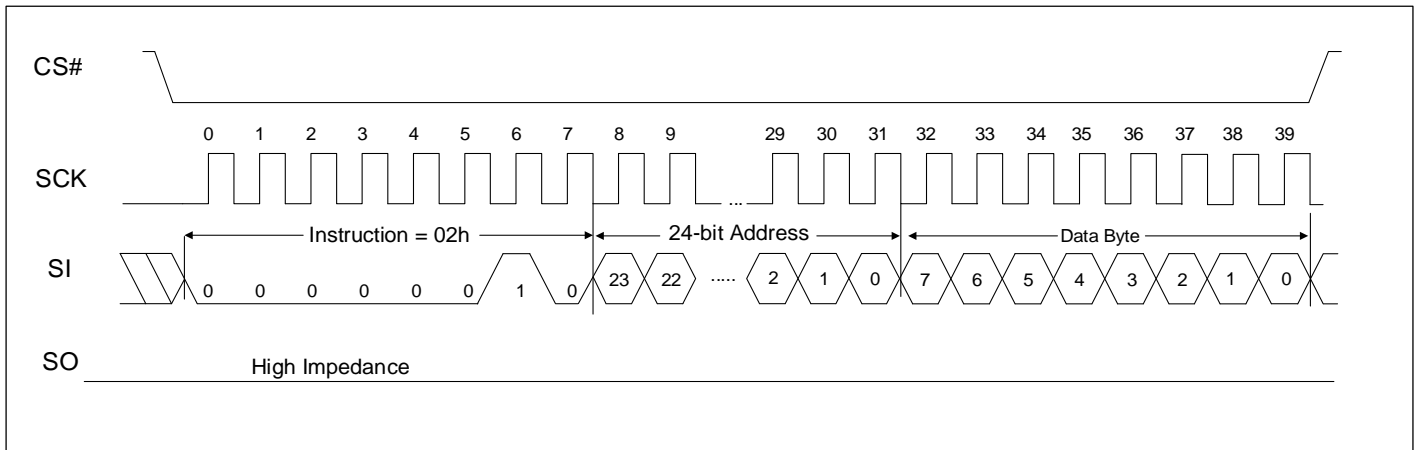 CS#
0 1 2 3 4 5 6 7 8 9 29 30 31 32 33 34 35 36 37 38 39
SCK
...
Instruction = 02h 24-bit Address Data Byte
SI 0 0 0 0 0 0 1 0 23 22 ..... 2 1 0 7 6 5 4 3 2 1 0
SO High Impedance